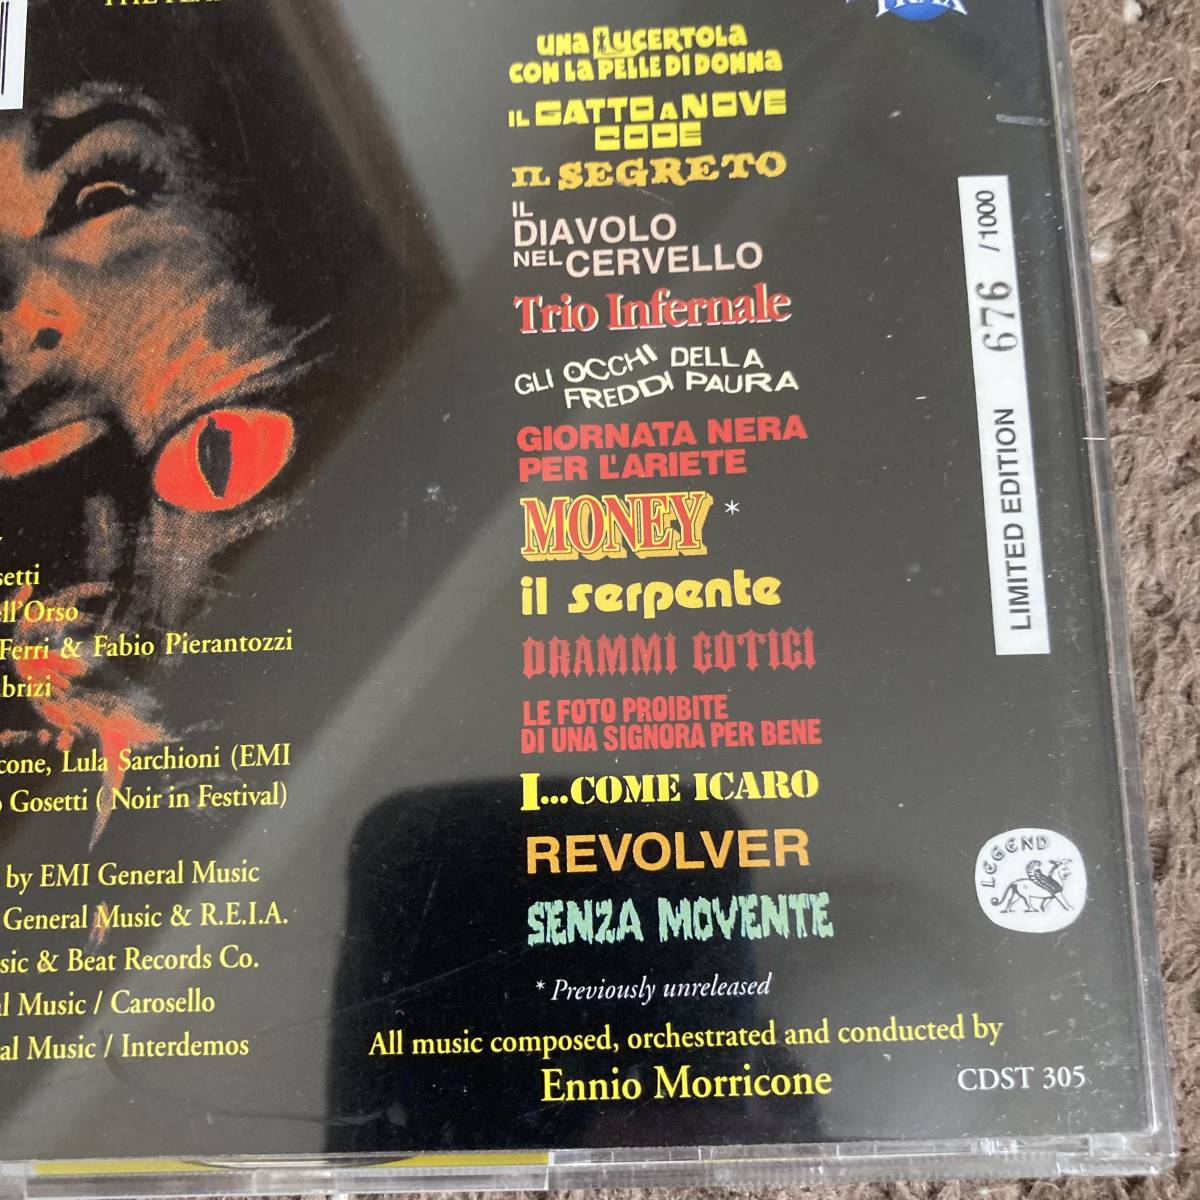 UNA LUCERTOLA
CON LA PELLE DI DONNA
IL GATTO A NOVE
CODE
IL SEGRETO
IL
DIAVOLO
NEL CERVELLO
Trio Infernale
GLI OCCHI DELLA
FREDDI PAURA
GIORNATA NERA
PER L'ARIETE
MONEY *
il serpente
DRAMMI GOTICI
LE FOTO PROIBITE
DI UNA SIGNORA PER BENE
I...COME ICARO
REVOLVER
SENZA MOVENTE
* Previously unreleased
All music composed, orchestrated and conducted by
Ennio Morricone
CDST 305
LIMITED EDITION 676 /1000
LEGEND
setti
ell'Orso
Ferri & Fabio Pierantozzi
brizi
cone, Lula Sarchioni (EMI
Gosetti ( Noir in Festival)
by EMI General Music
General Music & R.E.I.A.
sic & Beat Records Co.
al Music / Carosello
al Music / Interdemos